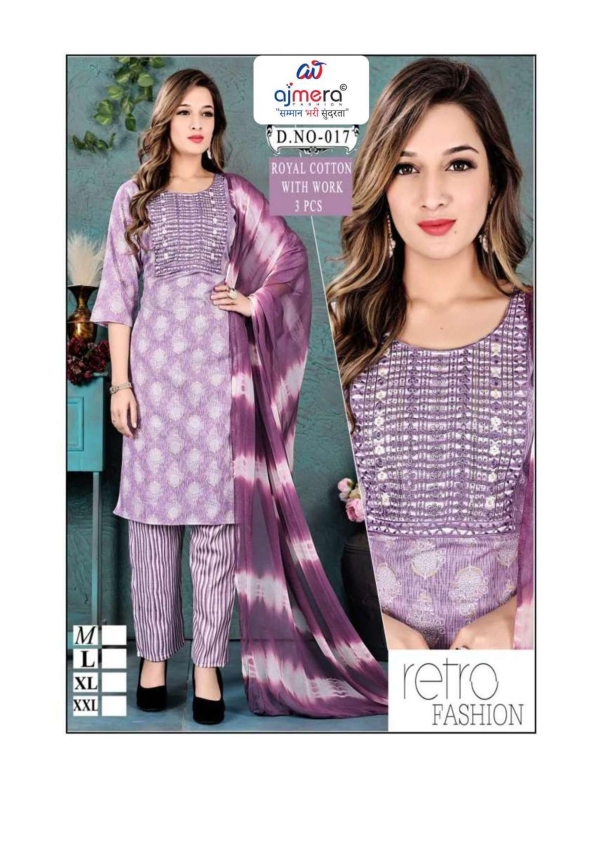 ajmera©
FASHION
"सम्मान भरी सुंदरता"
D.NO-017
ROYAL COTTON
WITH WORK
3 PCS
M
L
XL
XXL
retro
FASHION